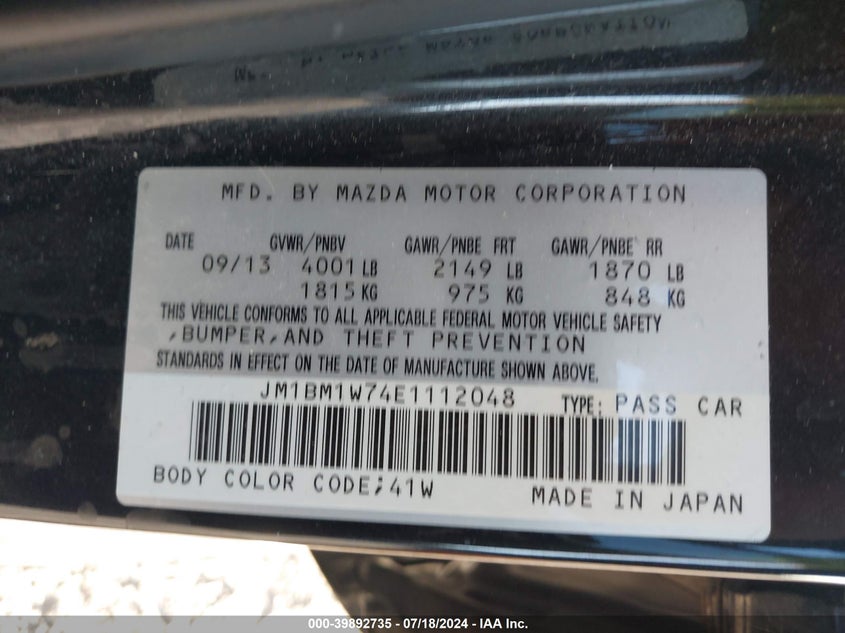 MFD. BY MAZDA MOTOR CORPORATION
DATE GVWR/PNBV GAWR/PNBE FRT GAWR/PNBE RR
09/13 4001 LB 2149 LB 1870 LB
1815 KG 975 KG 848 KG
THIS VEHICLE CONFORMS TO ALL APPLICABLE FEDERAL MOTOR VEHICLE SAFETY
,BUMPER,AND THEFT PREVENTION
STANDARDS IN EFFECT ON THE DATE OF MANUFACTURE SHOWN ABOVE.
JM1BM1W74E1112048 TYPE: PASS CAR
BODY COLOR CODE;41W MADE IN JAPAN
000-39892735 - 07/18/2024 - IAA Inc.